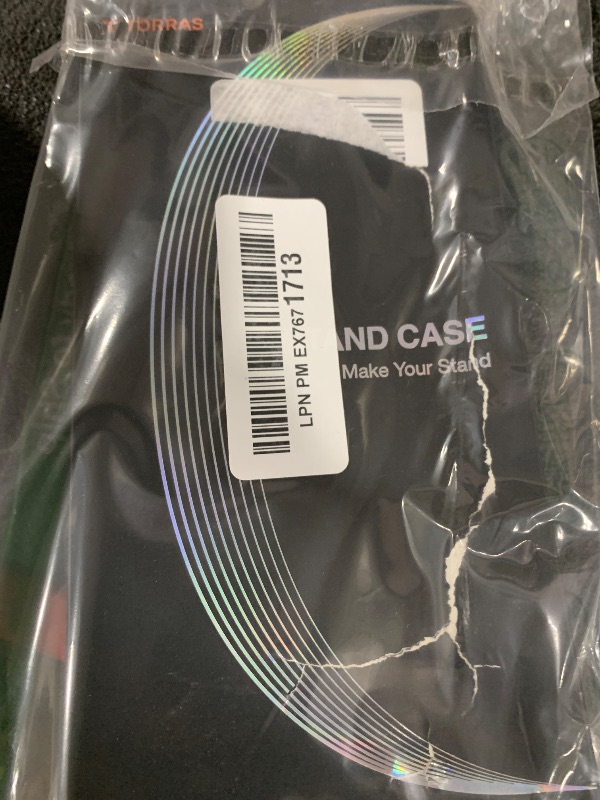 TORRAS
LPN PM EX7671713
AND CASE
Make Your Stand